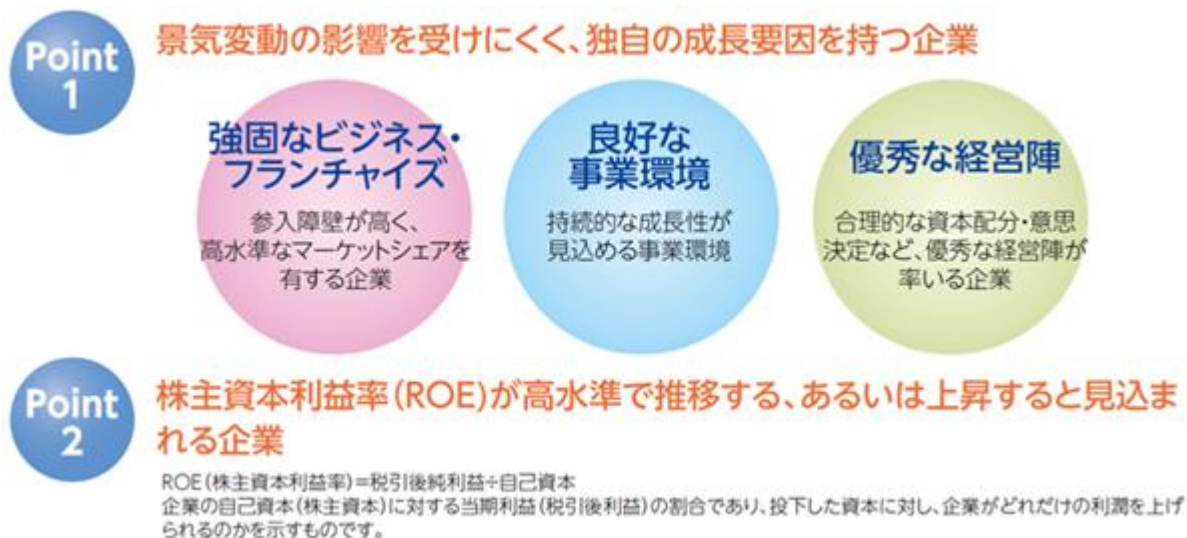 Point
1
景気変動の影響を受けにくく、独自の成長要因を持つ企業
強固なビジネス・
フランチャイズ
参入障壁が高く、
高水準なマーケットシェアを
有する企業
良好な
事業環境
持続的な成長性が
見込める事業環境
優秀な経営陣
合理的な資本配分・意思
決定など、優秀な経営陣が
率いる企業
Point
2
株主資本利益率(ROE)が高水準で推移する、あるいは上昇すると見込ま
れる企業
ROE(株主資本利益率)=税引後純利益÷自己資本
企業の自己資本(株主資本)に対する当期利益(税引後利益)の割合であり、投下した資本に対し、企業がどれだけの利潤を上げ
られるのかを示すものです。